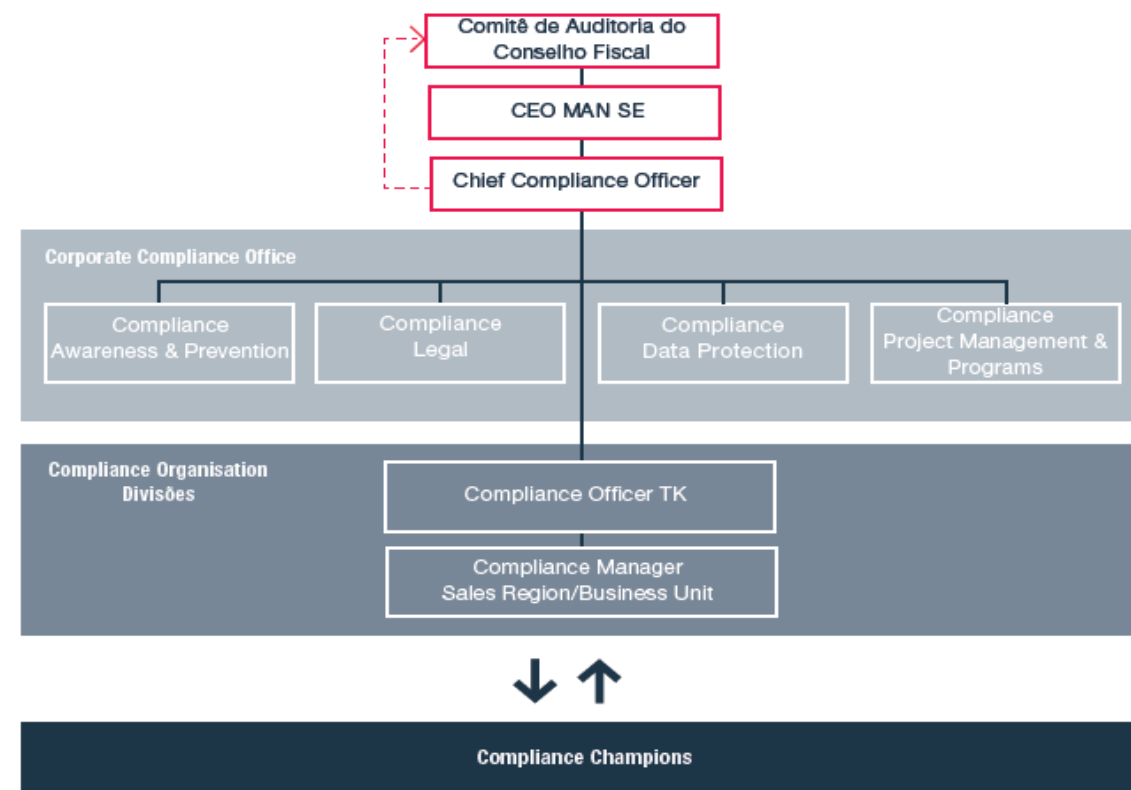 Comitê de Auditoria do
Conselho Fiscal
CEO MAN SE
Chief Compliance Officer
Corporate Compliance Office
Compliance
Awareness & Prevention
Compliance
Legal
Compliance
Data Protection
Compliance
Project Management &
Programs
Compliance Organisation
Divisões
Compliance Officer TK
Compliance Manager
Sales Region/Business Unit
Compliance Champions